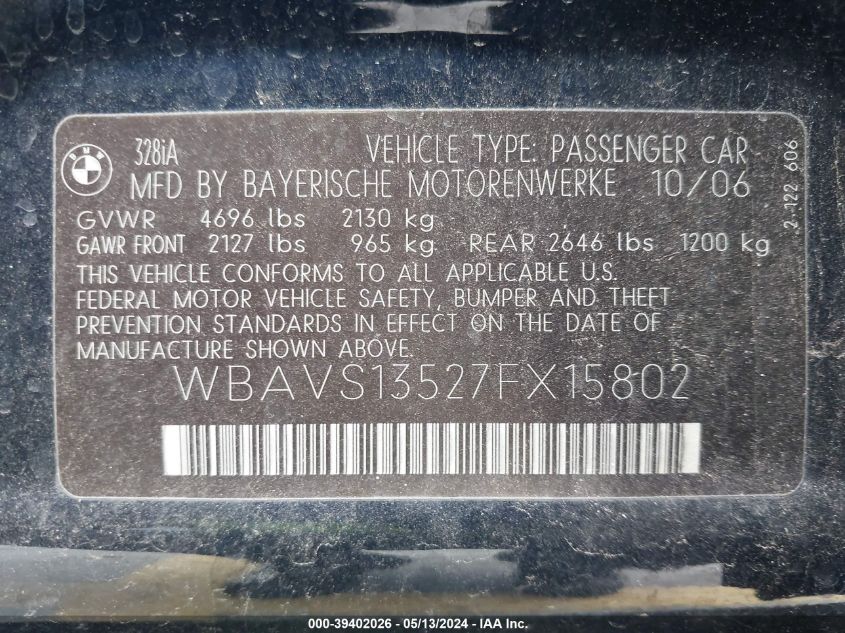 BMW
328iA VEHICLE TYPE: PASSENGER CAR
MFD BY BAYERISCHE MOTORENWERKE 10/06
GVWR 4696 lbs 2130 kg
GAWR FRONT 2127 lbs 965 kg REAR 2646 lbs 1200 kg
THIS VEHICLE CONFORMS TO ALL APPLICABLE U.S.
FEDERAL MOTOR VEHICLE SAFETY, BUMPER AND THEFT
PREVENTION STANDARDS IN EFFECT ON THE DATE OF
MANUFACTURE SHOWN ABOVE.
WBAVS13527FX15802
2-122 606
000-39402026 - 05/13/2024 - IAA Inc.